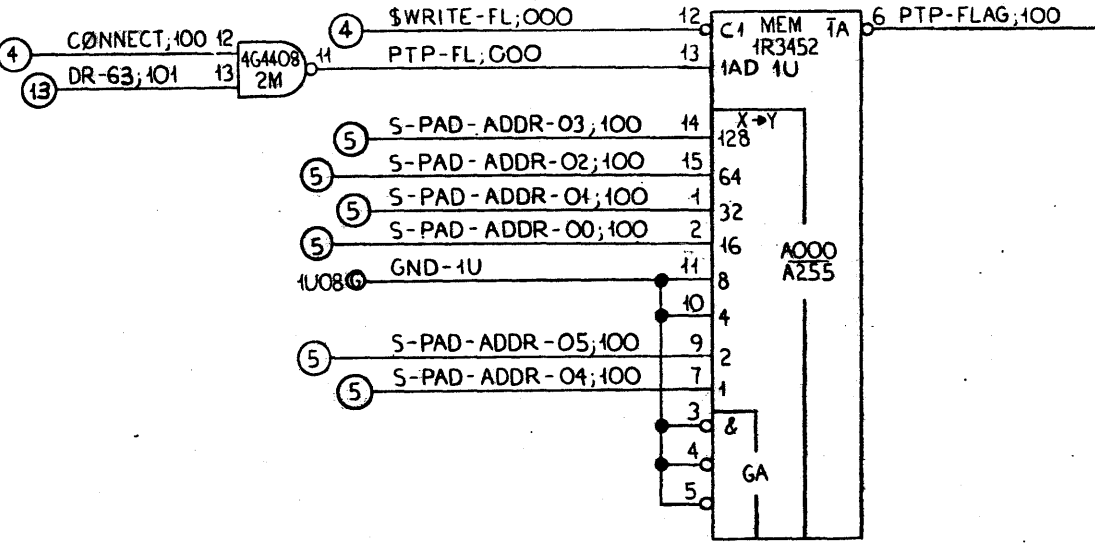 $WRITE-FL;000 12
4
C1 MEM 1A 6 PTP-FLAG;100
CØNNECT;100 12
4
4G4408 11
2M
PTP-FL;000 13
1R3452
1AD 1U
DR-63;101 13
13
S-PAD-ADDR-03;100 14
5
X→Y
128
S-PAD-ADDR-02;100 15
5
64
S-PAD-ADDR-01;100 1
5
32
S-PAD-ADDR-00;100 2
5
16
A000
A255
1U08 G GND-1U 11
8
10
4
S-PAD-ADDR-05;100 9
5
2
S-PAD-ADDR-04;100 7
5
1
3
&
4
GA
5